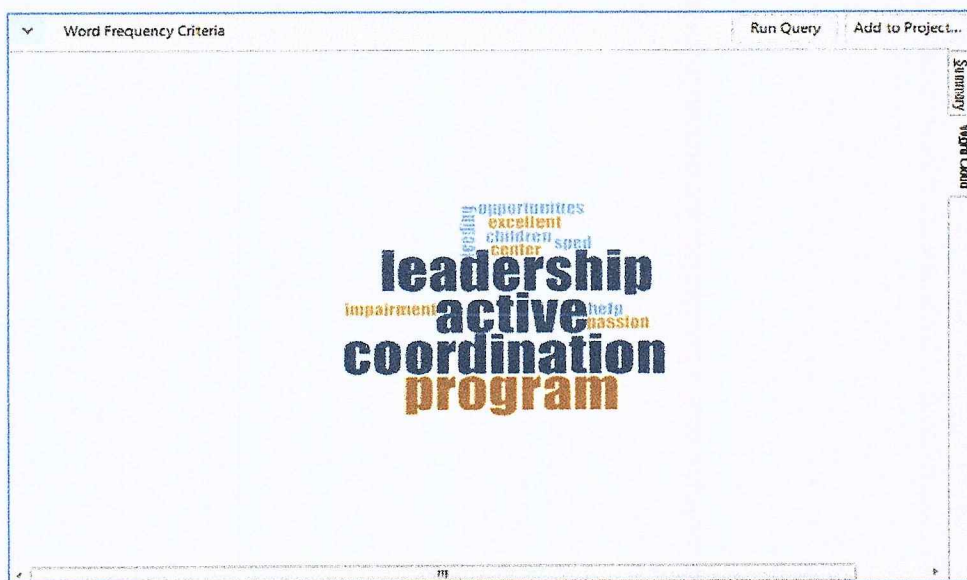 Word Frequency Criteria
Run Query
Add to Project...
Summary
Word Cloud
opportunities
excellent
leading
children
sped
center
leadership
impairment
active
help
passion
coordination
program